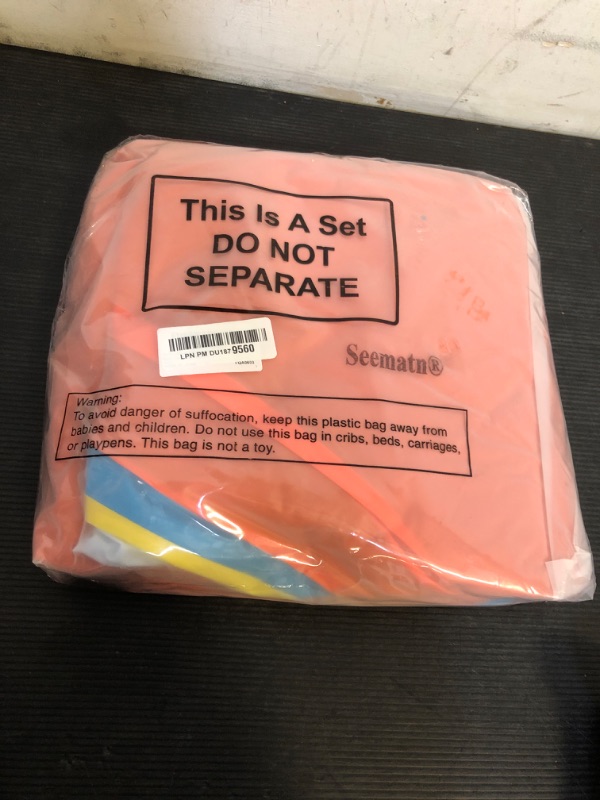 This Is A Set
DO NOT
SEPARATE
LPN PM DU187 9560
Seematn®
Warning:
To avoid danger of suffocation, keep this plastic bag away from
babies and children. Do not use this bag in cribs, beds, carriages,
or playpens. This bag is not a toy.